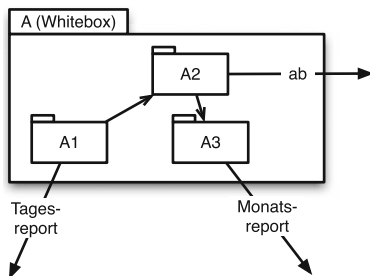 A (Whitebox)
A2
ab
A1
A3
Tages-
report
Monats-
report